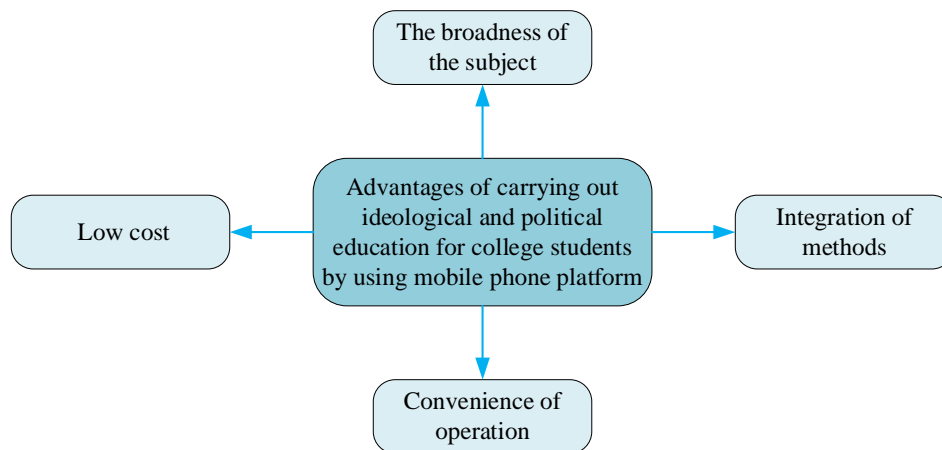 The broadness of
the subject
Low cost
Advantages of carrying out
ideological and political
education for college students
by using mobile phone platform
Integration of
methods
Convenience of
operation